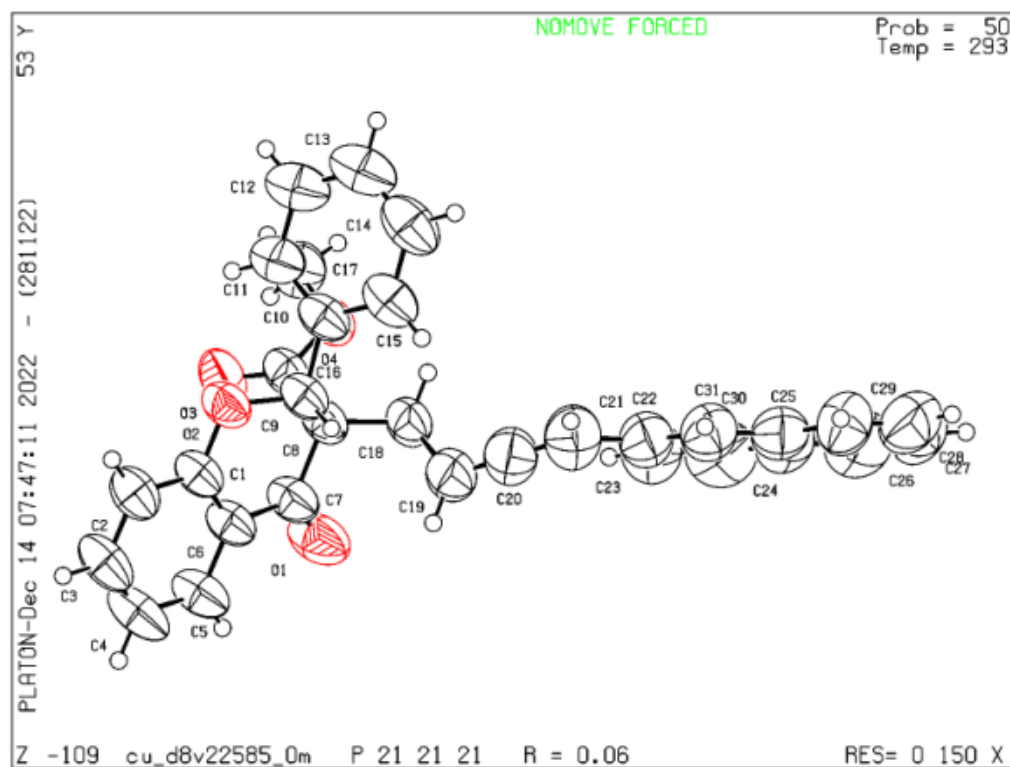 NOMOVE FORCED
Prob = 50
Temp = 293
53 Y
PLATON-Dec 14 07:47:11 2022 - (281122)
C13
C12
C14
C17
C11
C10
C15
O4
C16
C21
C22
C31
C30
C25
C29
O3
O2
C9
C8
C18
C1
C7
C19
C20
C23
C24
C26
C28
C27
C2
C6
O1
C3
C5
C4
Z -109 cu_d8v22585_0m P 21 21 21 R = 0.06 RES= 0 150 X